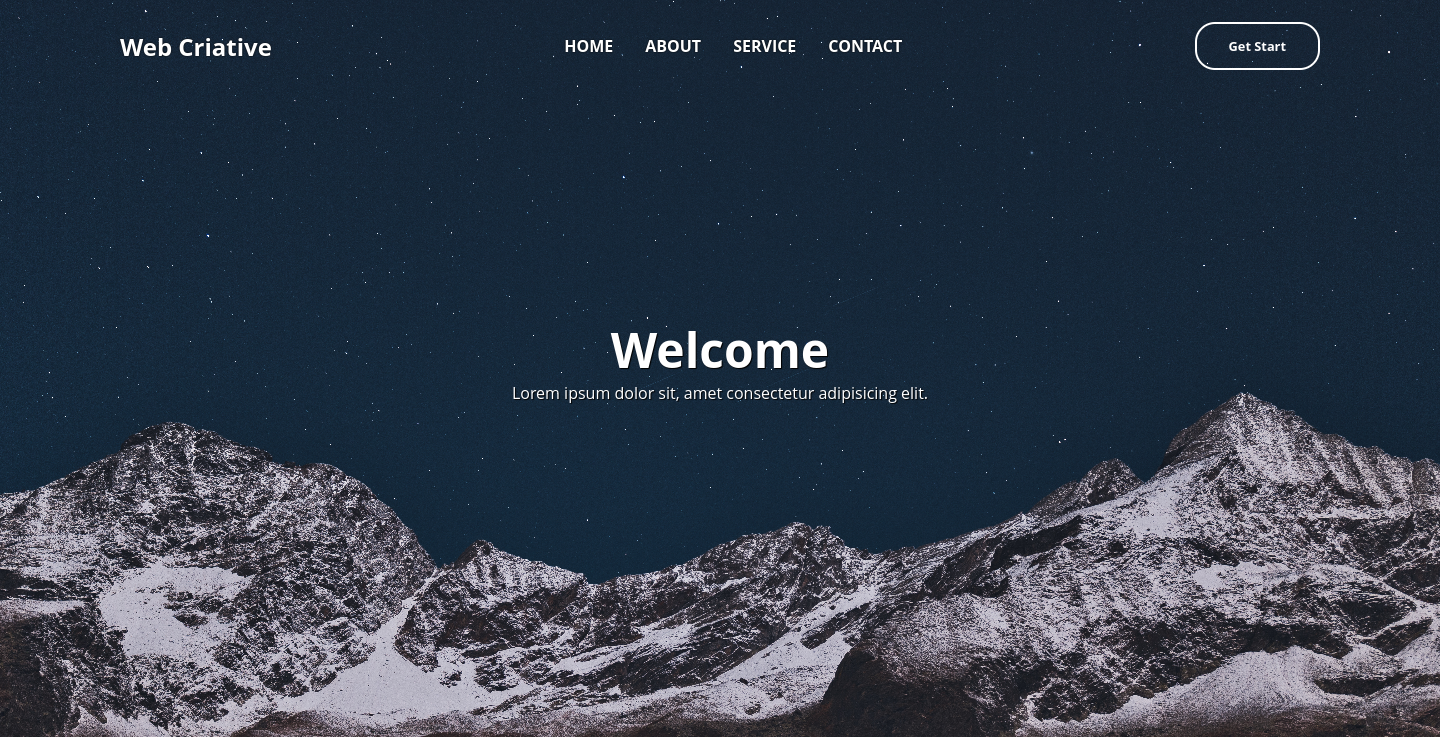 Web Criative
HOME ABOUT SERVICE CONTACT
Get Start
Welcome
Lorem ipsum dolor sit, amet consectetur adipisicing elit.